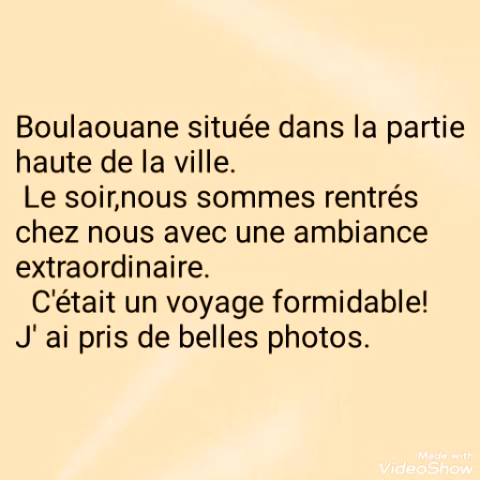 Boulaouane située dans la partie
haute de la ville.
Le soir,nous sommes rentrés
chez nous avec une ambiance
extraordinaire.
C'était un voyage formidable!
J' ai pris de belles photos.
Made with
VideoShow